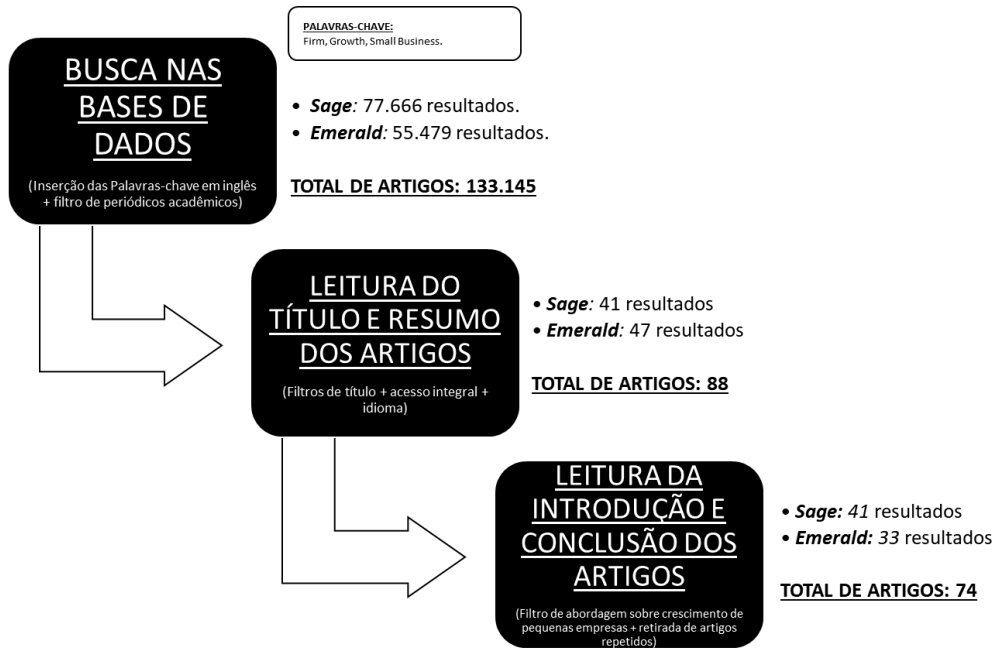 PALAVRAS-CHAVE:
Firm, Growth, Small Business.
BUSCA NAS
BASES DE
DADOS
(Inserção das Palavras-chave em inglês
+ filtro de periódicos acadêmicos)
• Sage: 77.666 resultados.
• Emerald: 55.479 resultados.
TOTAL DE ARTIGOS: 133.145
LEITURA DO
TÍTULO E RESUMO
DOS ARTIGOS
(Filtros de título + acesso integral +
idioma)
• Sage: 41 resultados
• Emerald: 47 resultados
TOTAL DE ARTIGOS: 88
LEITURA DA
INTRODUÇÃO E
CONCLUSÃO DOS
ARTIGOS
(Filtro de abordagem sobre crescimento de
pequenas empresas + retirada de artigos
repetidos)
• Sage: 41 resultados
• Emerald: 33 resultados
TOTAL DE ARTIGOS: 74